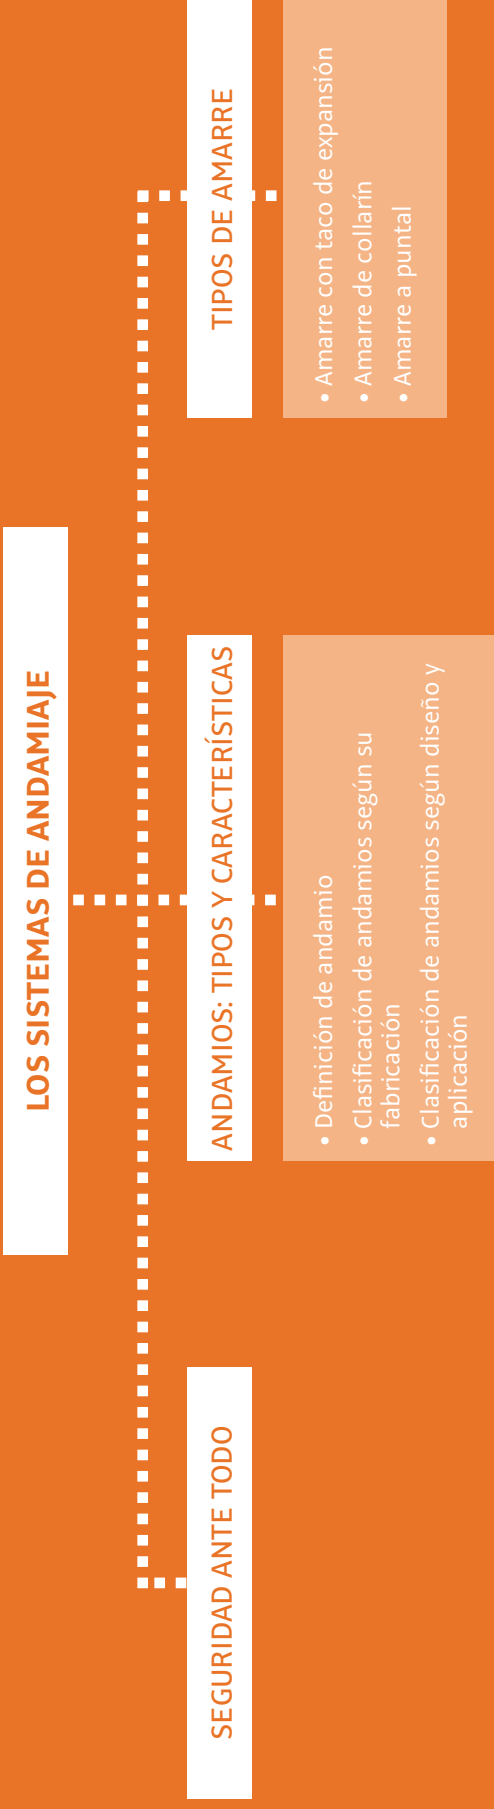 LOS SISTEMAS DE ANDAMIAJE
SEGURIDAD ANTE TODO
ANDAMIOS: TIPOS Y CARACTERÍSTICAS
• Definición de andamio
• Clasificación de andamios según su
fabricación
• Clasificación de andamios según diseño y
aplicación
TIPOS DE AMARRE
• Amarre con taco de expansión
• Amarre de collarín
• Amarre a puntal